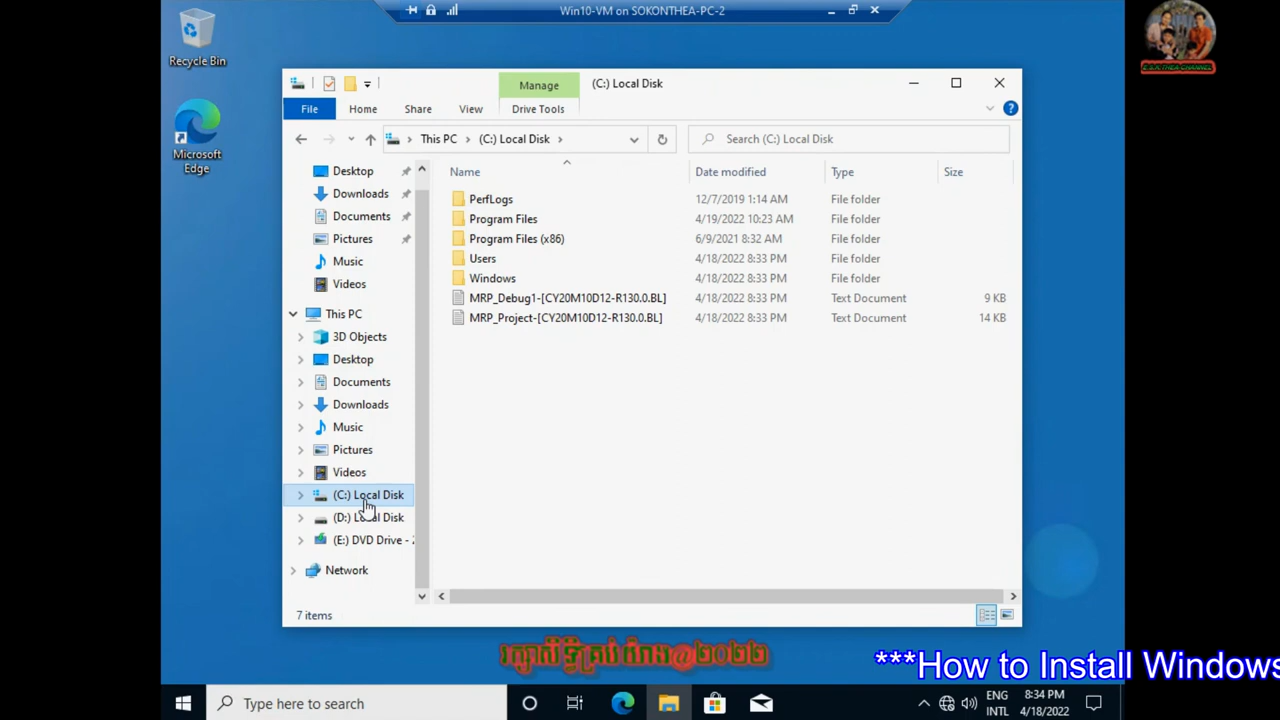 Win10-VM on SOKONTHEA-PC-2
Recycle Bin
Microsoft
Edge
Manage
(C:) Local Disk
File
Home
Share
View
Drive Tools
This PC
(C:) Local Disk
Search (C:) Local Disk
Name
Date modified
Type
Size
Desktop
Downloads
Documents
Pictures
Music
Videos
This PC
3D Objects
Desktop
Documents
Downloads
Music
Pictures
Videos
(C:) Local Disk
(D:) Local Disk
(E:) DVD Drive - 
Network
PerfLogs 12/7/2019 1:14 AM File folder
Program Files 4/19/2022 10:23 AM File folder
Program Files (x86) 6/9/2021 8:32 AM File folder
Users 4/18/2022 8:33 PM File folder
Windows 4/18/2022 8:33 PM File folder
MRP_Debug1-[CY20M10D12-R130.0.BL] 4/18/2022 8:33 PM Text Document 9 KB
MRP_Project-[CY20M10D12-R130.0.BL] 4/18/2022 8:33 PM Text Document 14 KB
7 items
***How to Install Windows
Type here to search
ENG
INTL
8:34 PM
4/18/2022